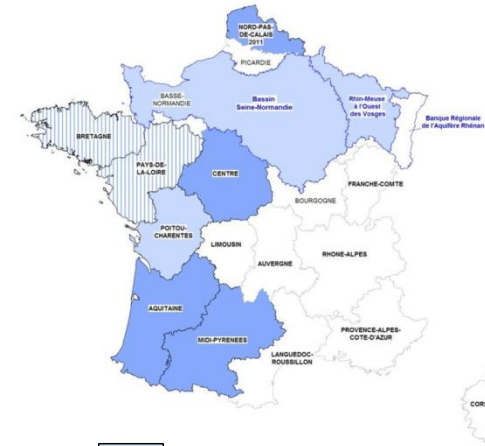 NORD-PAS-
DE-CALAIS
2011
PICARDIE
BASSE-
NORMANDIE
Bassin
Seine-Normandie
Rhin-Meuse
à l'Ouest
des Vosges
Banque Régionale
de l'Aquifère Rhénan
BRETAGNE
PAYS-DE-
LA-LOIRE
CENTRE
FRANCHE-COMTE
BOURGOGNE
POITOU-
CHARENTES
LIMOUSIN
AUVERGNE
RHONE-ALPES
AQUITAINE
MIDI-PYRENEES
PROVENCE-ALPES-
COTE-D'AZUR
LANGUEDOC-
ROUSSILLON
COR